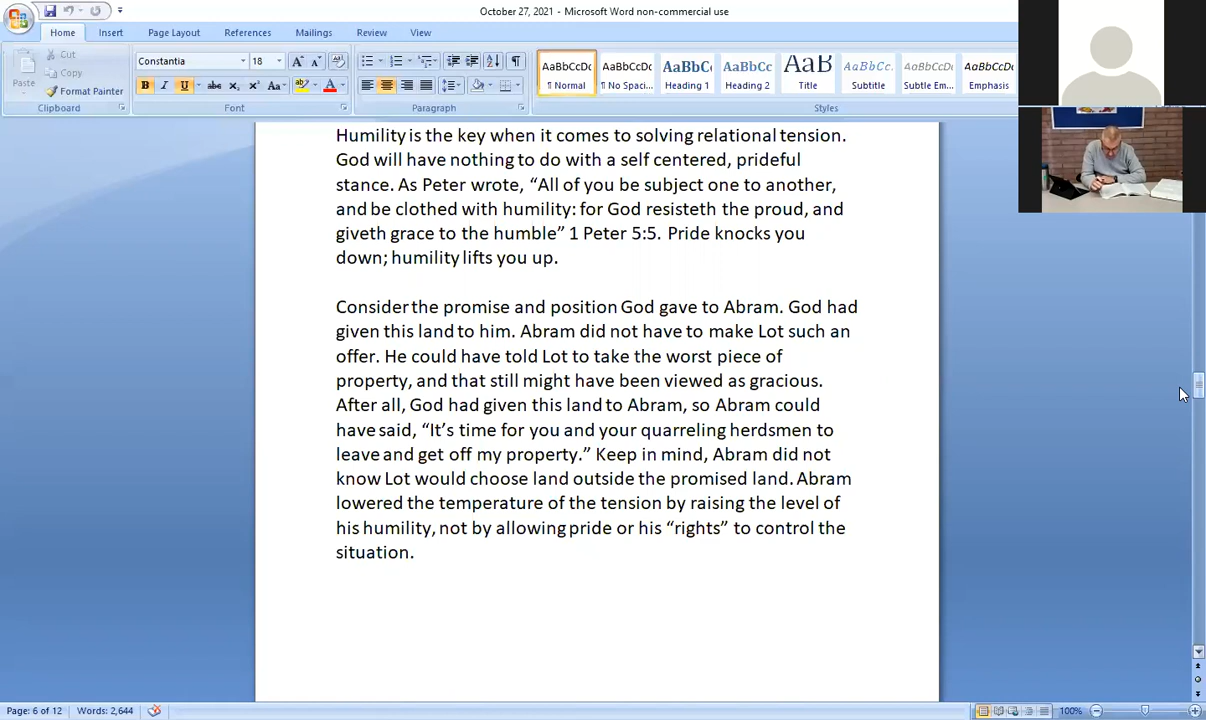 October 27, 2021 - Microsoft Word non-commercial use
Home Insert Page Layout References Mailings Review View
Paste
Cut
Copy
Format Painter
Clipboard
Constantia 18
Font
Paragraph
AaBbCcDc AaBbCcDc AaBbC AaBbCc AaB AaBbCc. AaBbCcDc AaBbCcDc
¶ Normal ¶ No Spaci... Heading 1 Heading 2 Title Subtitle Subtle Em... Emphasis
Styles
Humility is the key when it comes to solving relational tension.
God will have nothing to do with a self centered, prideful
stance. As Peter wrote, “All of you be subject one to another,
and be clothed with humility: for God resisteth the proud, and
giveth grace to the humble” 1 Peter 5:5. Pride knocks you
down; humility lifts you up.
Consider the promise and position God gave to Abram. God had
given this land to him. Abram did not have to make Lot such an
offer. He could have told Lot to take the worst piece of
property, and that still might have been viewed as gracious.
After all, God had given this land to Abram, so Abram could
have said, “It’s time for you and your quarreling herdsmen to
leave and get off my property.” Keep in mind, Abram did not
know Lot would choose land outside the promised land. Abram
lowered the temperature of the tension by raising the level of
his humility, not by allowing pride or his “rights” to control the
situation.
Page: 6 of 12 Words: 2,644 100%